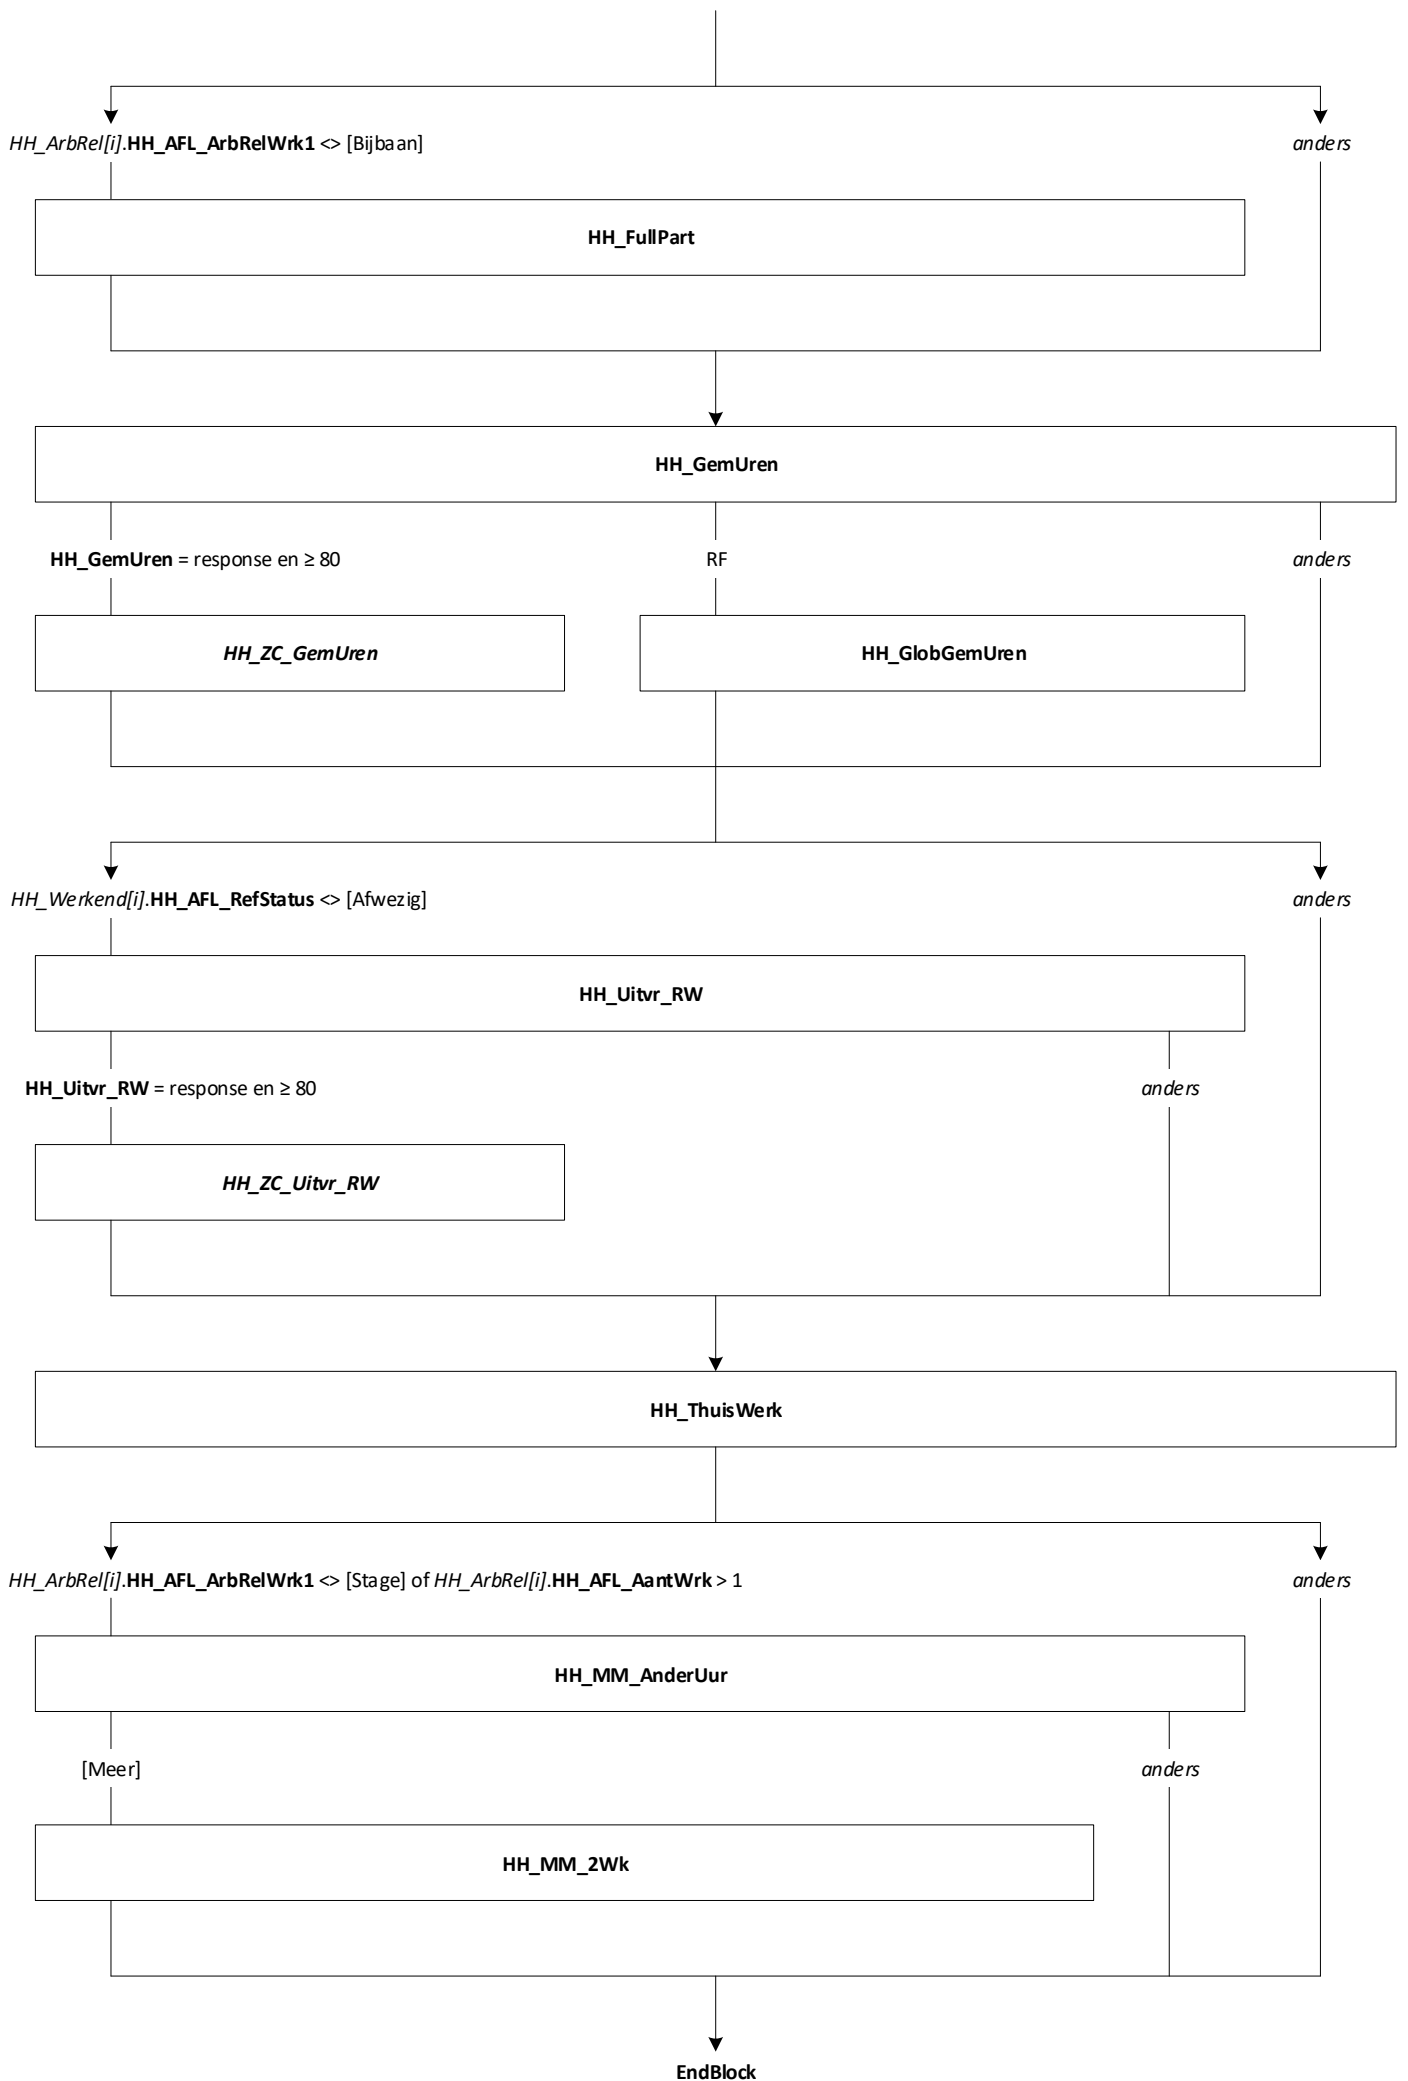 HH_ArbRel[i].HH_AFL_ArbRelWrk1 <> [Bijbaan] anders
HH_FullPart
HH_GemUren
HH_GemUren = response en ≥ 80 RF anders
HH_ZC_GemUren HH_GlobGemUren
HH_Werkend[i].HH_AFL_RefStatus <> [Afwezig] anders
HH_Uitvr_RW
HH_Uitvr_RW = response en ≥ 80 anders
HH_ZC_Uitvr_RW
HH_ThuisWerk
HH_ArbRel[i].HH_AFL_ArbRelWrk1 <> [Stage] of HH_ArbRel[i].HH_AFL_AantWrk > 1 anders
HH_MM_AnderUur
[Meer] anders
HH_MM_2Wk
EndBlock